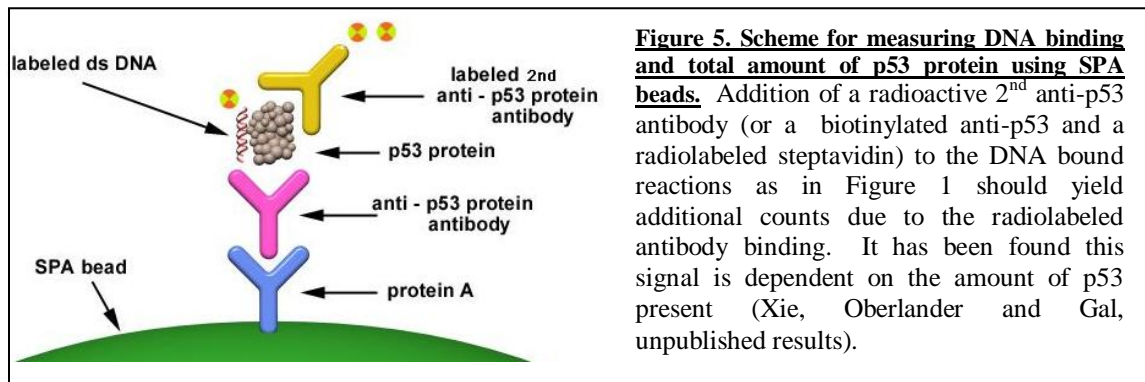 labeled ds DNA
labeled 2nd
anti - p53 protein
antibody
p53 protein
anti - p53 protein
antibody
SPA bead
protein A
Figure 5. Scheme for measuring DNA binding
and total amount of p53 protein using SPA
beads. Addition of a radioactive 2nd anti-p53
antibody (or a biotinylated anti-p53 and a
radiolabeled steptavidin) to the DNA bound
reactions as in Figure 1 should yield
additional counts due to the radiolabeled
antibody binding. It has been found this
signal is dependent on the amount of p53
present (Xie, Oberlander and Gal,
unpublished results).